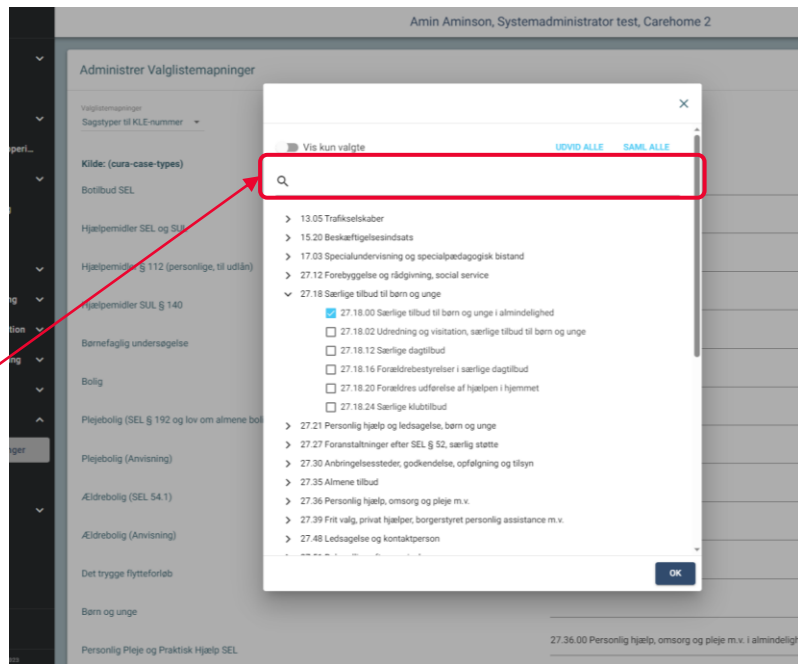 Amin Aminson, Systemadministrator test, Carehome 2
Administrer Valglistemapninger
Valglistemapninger
Sagstyper til KLE-nummer
Kilde: (cura-case-types)
Botilbud SEL
Hjælpemidler SEL og SUL
Hjælpemidler § 112 (personlige, til udlån)
Hjælpemidler SUL § 140
Børnefaglig undersøgelse
Bolig
Plejebolig (SEL § 192 og lov om almene bol
Plejebolig (Anvisning)
Ældrebolig (SEL 54.1)
Ældrebolig (Anvisning)
Det trygge flytteforløb
Børn og unge
Personlig Pleje og Praktisk Hjælp SEL
Vis kun valgte
UDVID ALLE SAML ALLE
13.05 Trafikselskaber
15.20 Beskæftigelsesindsats
17.03 Specialundervisning og specialpædagogisk bistand
27.12 Forebyggelse og rådgivning, social service
27.18 Særlige tilbud til børn og unge
27.18.00 Særlige tilbud til børn og unge i almindelighed
27.18.02 Udredning og visitation, særlige tilbud til børn og unge
27.18.12 Særlige dagtilbud
27.18.16 Forældrebestyrelser i særlige dagtilbud
27.18.20 Forældres udførelse af hjælpen i hjemmet
27.18.24 Særlige klubtilbud
27.21 Personlig hjælp og ledsagelse, børn og unge
27.27 Foranstaltninger efter SEL § 52, særlig støtte
27.30 Anbringelsessteder, godkendelse, opfølgning og tilsyn
27.35 Almene tilbud
27.36 Personlig hjælp, omsorg og pleje m.v.
27.39 Frit valg, privat hjælper, borgerstyret personlig assistance m.v.
27.48 Ledsagelse og kontaktperson
OK
27.36.00 Personlig hjælp, omsorg og pleje m.v. i almindeligh